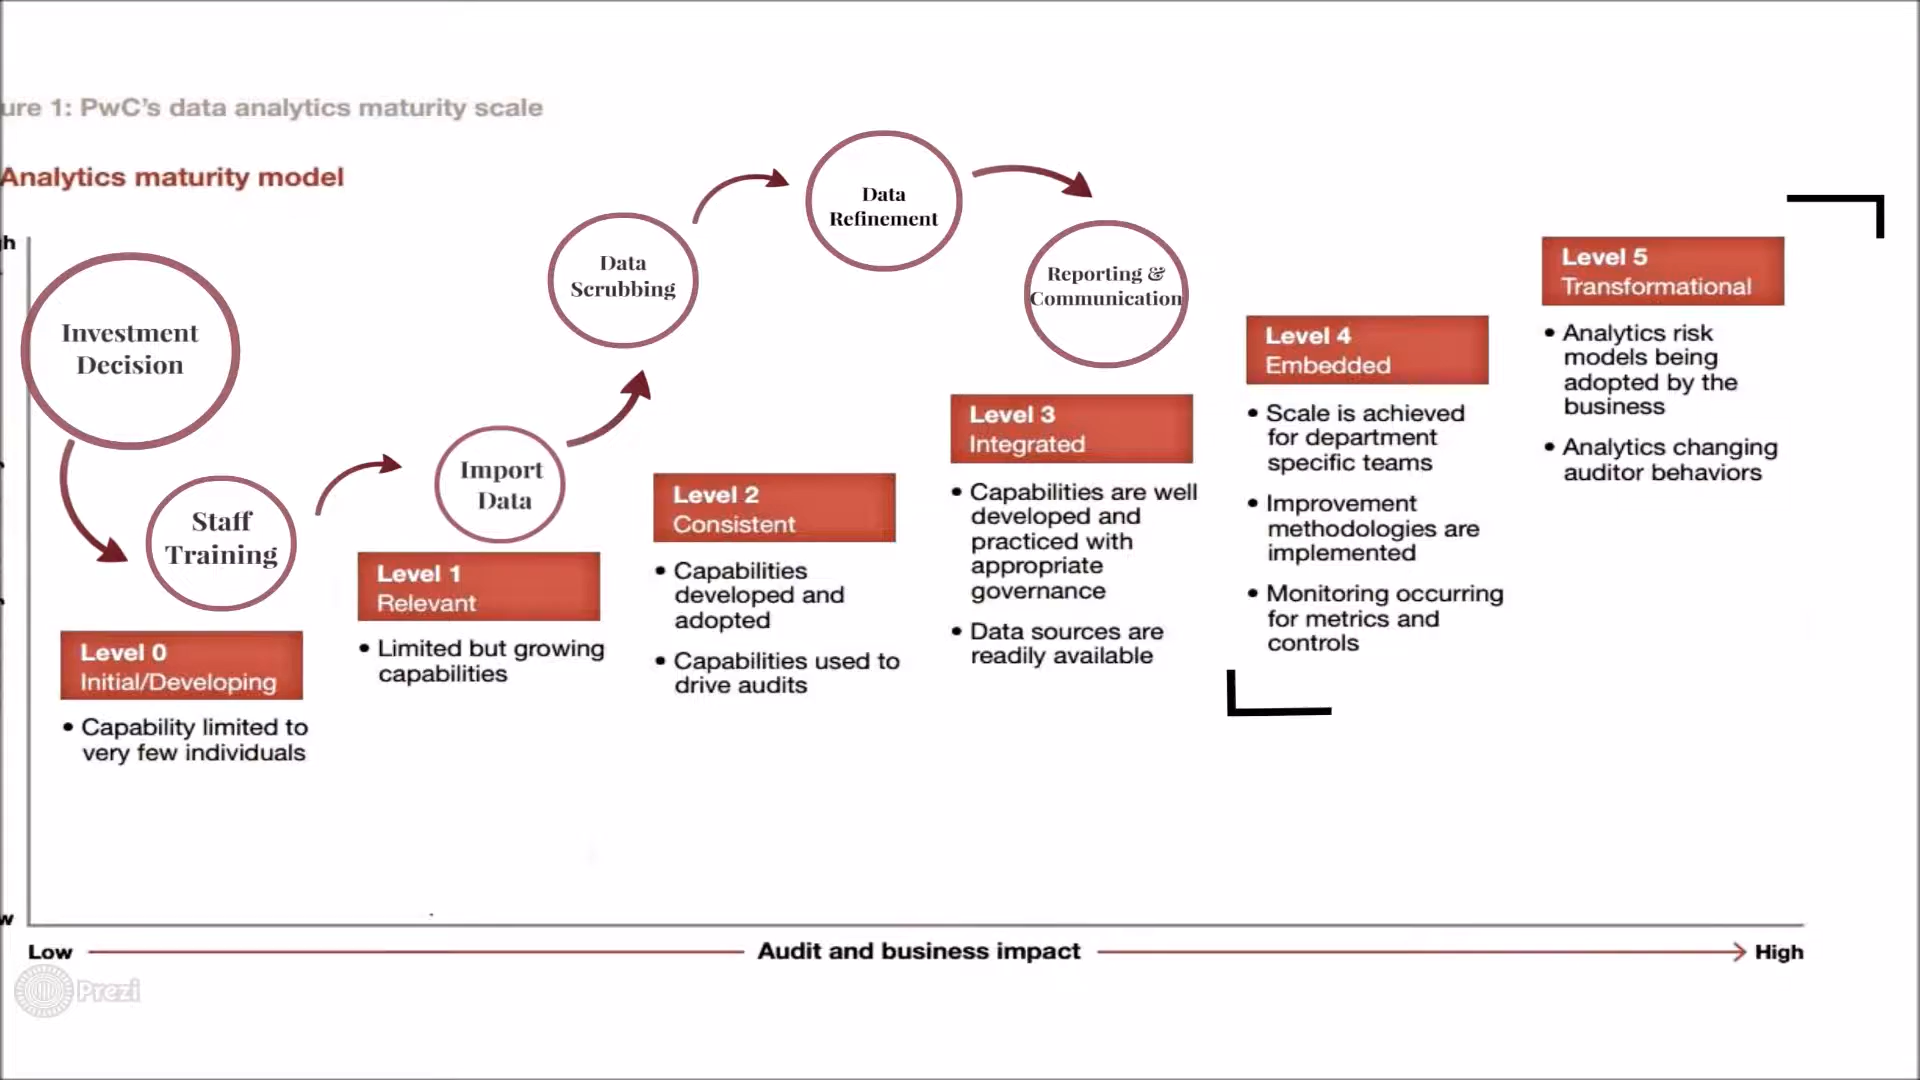 ure 1: PwC's data analytics maturity scale
Analytics maturity model
Investment
Decision
Staff
Training
Import
Data
Data
Scrubbing
Data
Refinement
Reporting &
Communication
Level 0
Initial/Developing
• Capability limited to
very few individuals
Level 1
Relevant
• Limited but growing
capabilities
Level 2
Consistent
• Capabilities
developed and
adopted
• Capabilities used to
drive audits
Level 3
Integrated
• Capabilities are well
developed and
practiced with
appropriate
governance
• Data sources are
readily available
Level 4
Embedded
• Scale is achieved
for department
specific teams
• Improvement
methodologies are
implemented
• Monitoring occurring
for metrics and
controls
Level 5
Transformational
• Analytics risk
models being
adopted by the
business
• Analytics changing
auditor behaviors
Low
Audit and business impact
High
Prezi